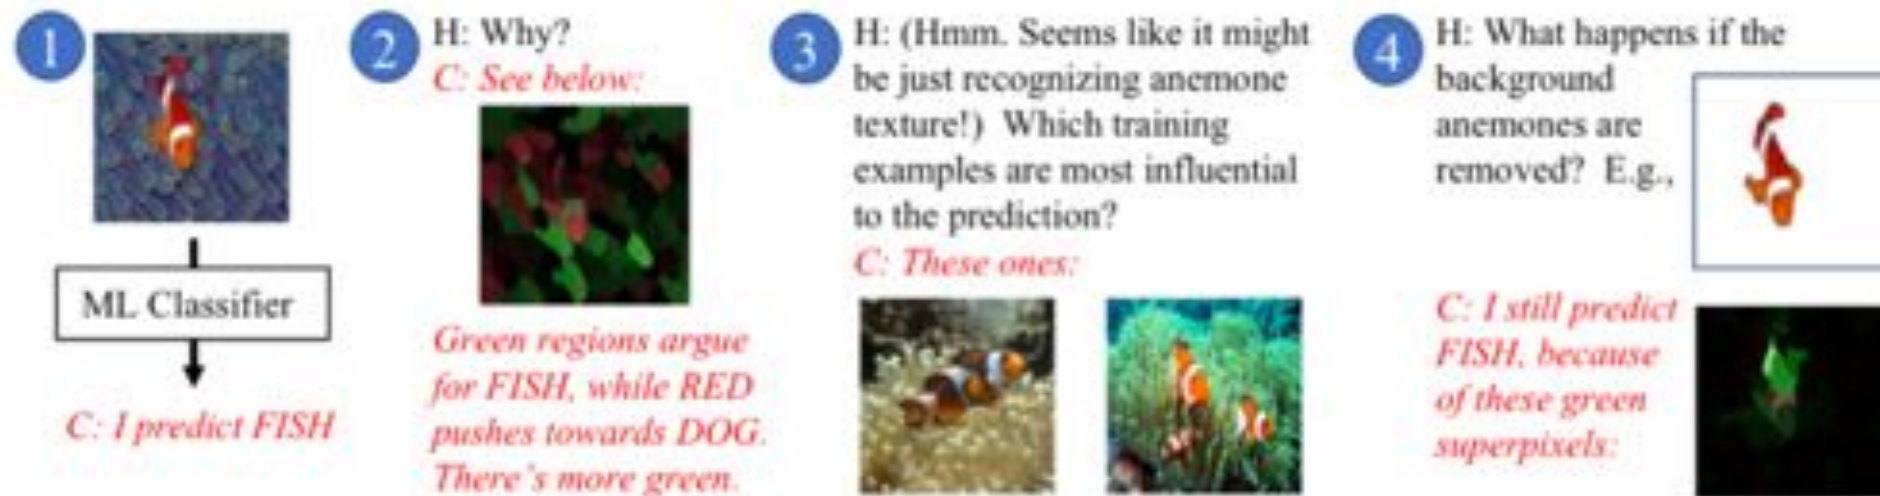 1
ML Classifier
C: I predict FISH
2
H: Why?
C: See below:
Green regions argue
for FISH, while RED
pushes towards DOG.
There's more green.
3
H: (Hmm. Seems like it might
be just recognizing anemone
texture!) Which training
examples are most influential
to the prediction?
C: These ones:
4
H: What happens if the
background
anemones are
removed? E.g.,
C: I still predict
FISH, because
of these green
superpixels: